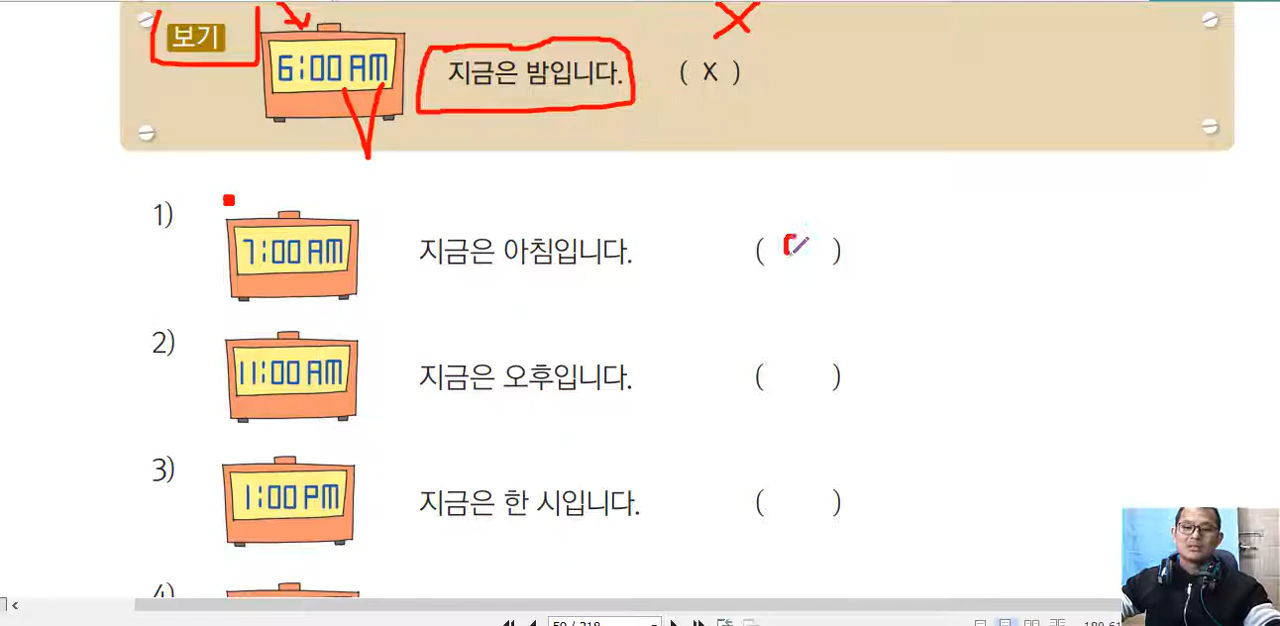 보기
6:00 AM
지금은 밤입니다. ( X )
1)
7:00 AM
지금은 아침입니다. ( )
2)
11:00 AM
지금은 오후입니다. ( )
3)
1:00 PM
지금은 한 시입니다. ( )